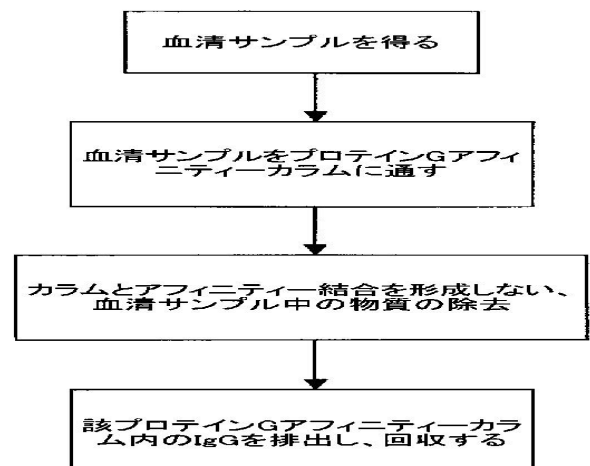 血清サンプルを得る
血清サンプルをプロテインGアフィ
ニティーカラムに通す
カラムとアフィニティー結合を形成しない、
血清サンプル中の物質の除去
該プロテインGアフィニティーカラ
ム内のIgGを排出し、回収する